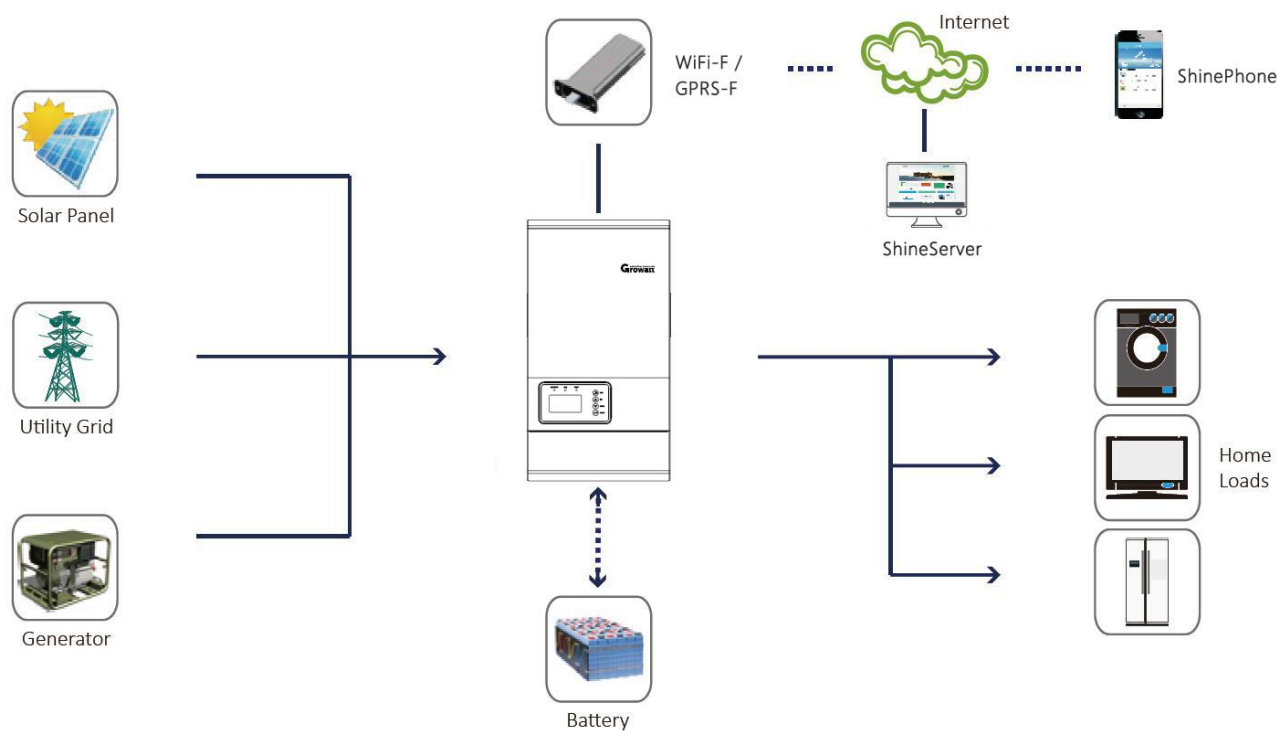 Internet
WiFi-F /
GPRS-F
ShinePhone
Solar Panel
ShineServer
Growatt
Utility Grid
Home
Loads
Generator
Battery